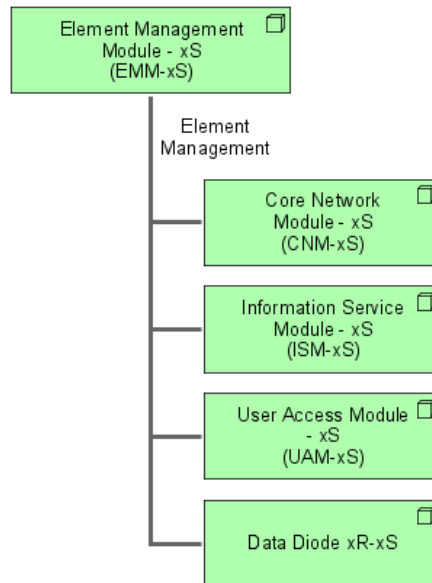 Element Management
Module - xS
(EMM-xS)
Element
Management
Core Network
Module - xS
(CNM-xS)
Information Service
Module - xS
(ISM-xS)
User Access Module
- xS
(UAM-xS)
Data Diode xR-xS